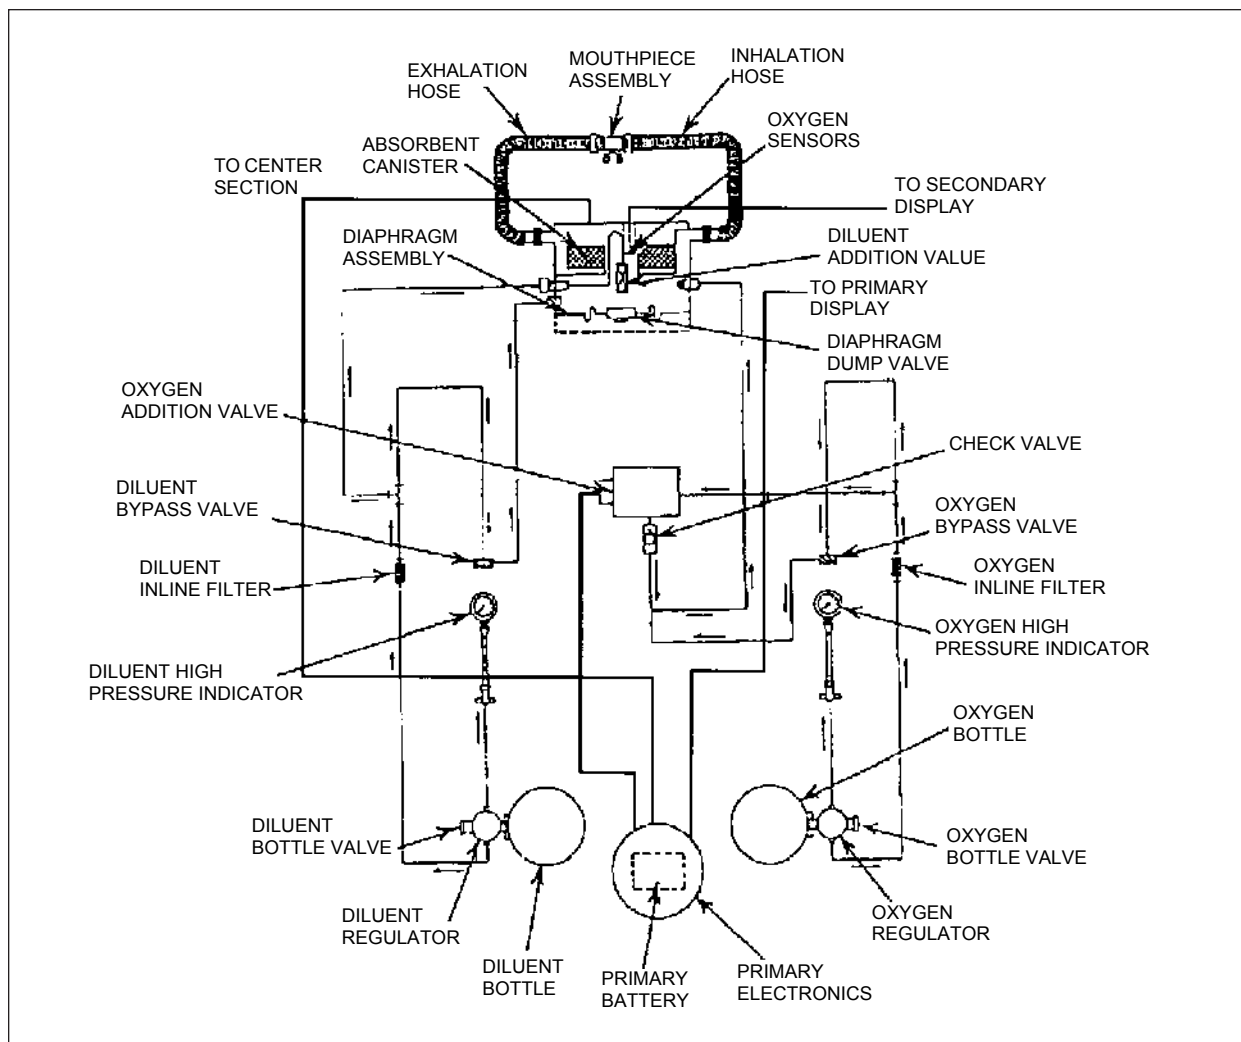 MOUTHPIECE
ASSEMBLY
INHALATION
HOSE
EXHALATION
HOSE
OXYGEN
SENSORS
ABSORBENT
CANISTER
TO CENTER
SECTION
TO SECONDARY
DISPLAY
DIAPHRAGM
ASSEMBLY
DILUENT
ADDITION VALUE
TO PRIMARY
DISPLAY
DIAPHRAGM
DUMP VALVE
OXYGEN
ADDITION VALVE
CHECK VALVE
DILUENT
BYPASS VALVE
OXYGEN
BYPASS VALVE
DILUENT
INLINE FILTER
OXYGEN
INLINE FILTER
OXYGEN HIGH
PRESSURE INDICATOR
DILUENT HIGH
PRESSURE INDICATOR
OXYGEN
BOTTLE
DILUENT
BOTTLE VALVE
OXYGEN
BOTTLE VALVE
DILUENT
REGULATOR
OXYGEN
REGULATOR
DILUENT
BOTTLE
PRIMARY
BATTERY
PRIMARY
ELECTRONICS